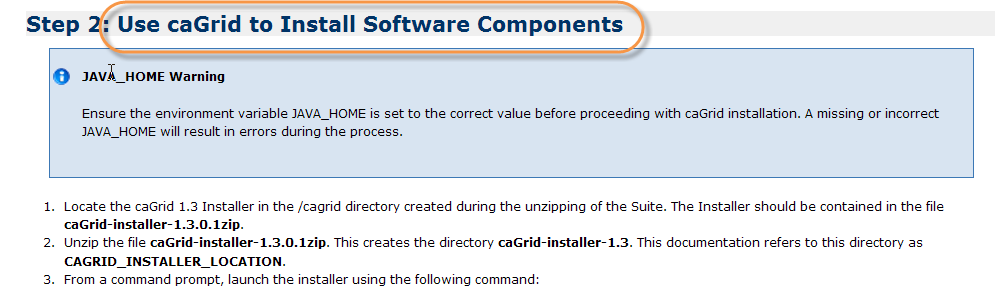 Step 2: Use caGrid to Install Software Components
JAVA_HOME Warning
Ensure the environment variable JAVA_HOME is set to the correct value before proceeding with caGrid installation. A missing or incorrect
JAVA_HOME will result in errors during the process.
1. Locate the caGrid 1.3 Installer in the /cagrid directory created during the unzipping of the Suite. The Installer should be contained in the file
caGrid-installer-1.3.0.1zip.
2. Unzip the file caGrid-installer-1.3.0.1zip. This creates the directory caGrid-installer-1.3. This documentation refers to this directory as
CAGRID_INSTALLER_LOCATION.
3. From a command prompt, launch the installer using the following command: